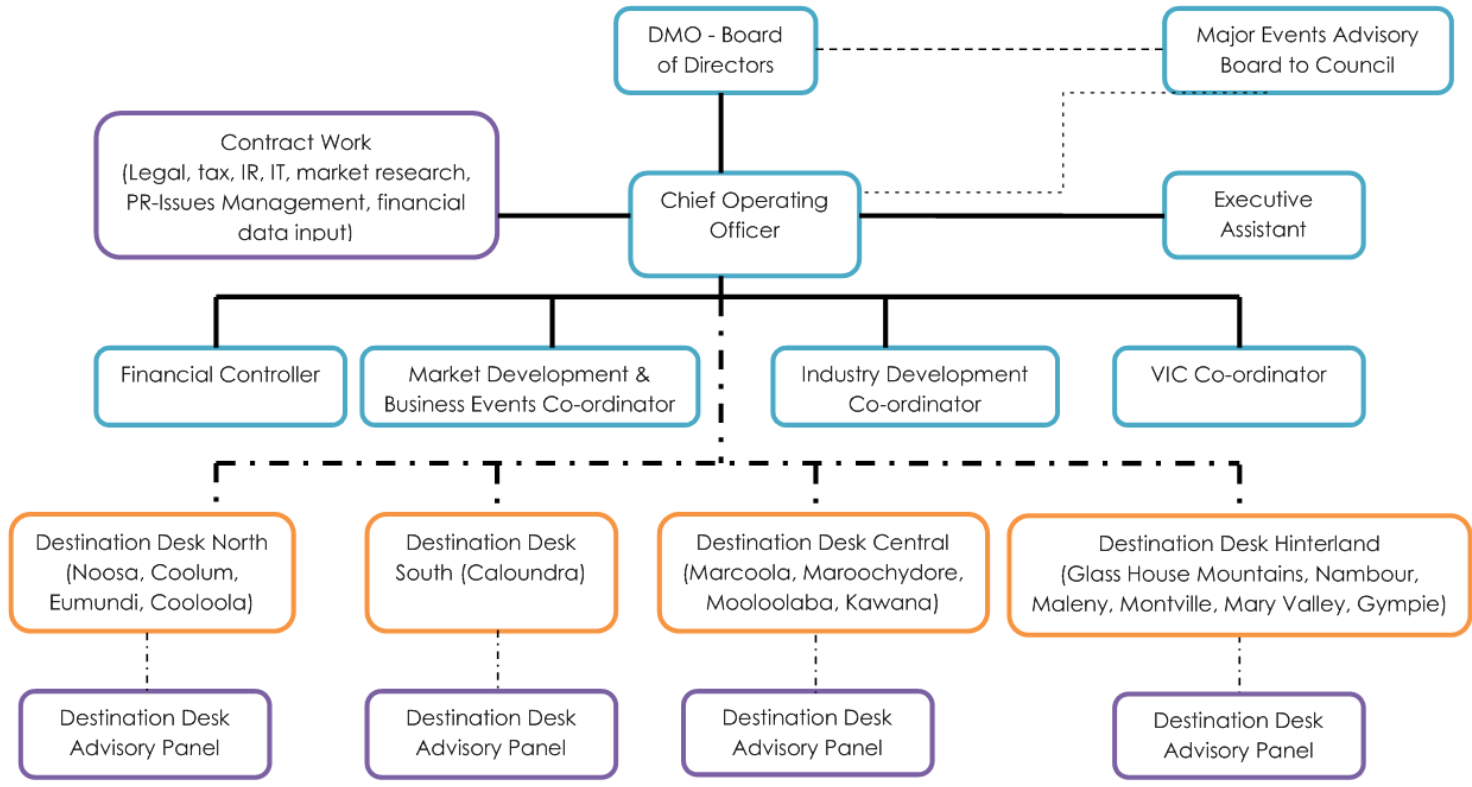 DMO - Board
of Directors
Major Events Advisory
Board to Council
Contract Work
(Legal, tax, IR, IT, market research,
PR-Issues Management, financial
data input)
Chief Operating
Officer
Executive
Assistant
Financial Controller
Market Development &
Business Events Co-ordinator
Industry Development
Co-ordinator
VIC Co-ordinator
Destination Desk North
(Noosa, Coolum,
Eumundi, Cooloola)
Destination Desk
South (Caloundra)
Destination Desk Central
(Marcoola, Maroochydore,
Mooloolaba, Kawana)
Destination Desk Hinterland
(Glass House Mountains, Nambour,
Maleny, Montville, Mary Valley, Gympie)
Destination Desk
Advisory Panel
Destination Desk
Advisory Panel
Destination Desk
Advisory Panel
Destination Desk
Advisory Panel